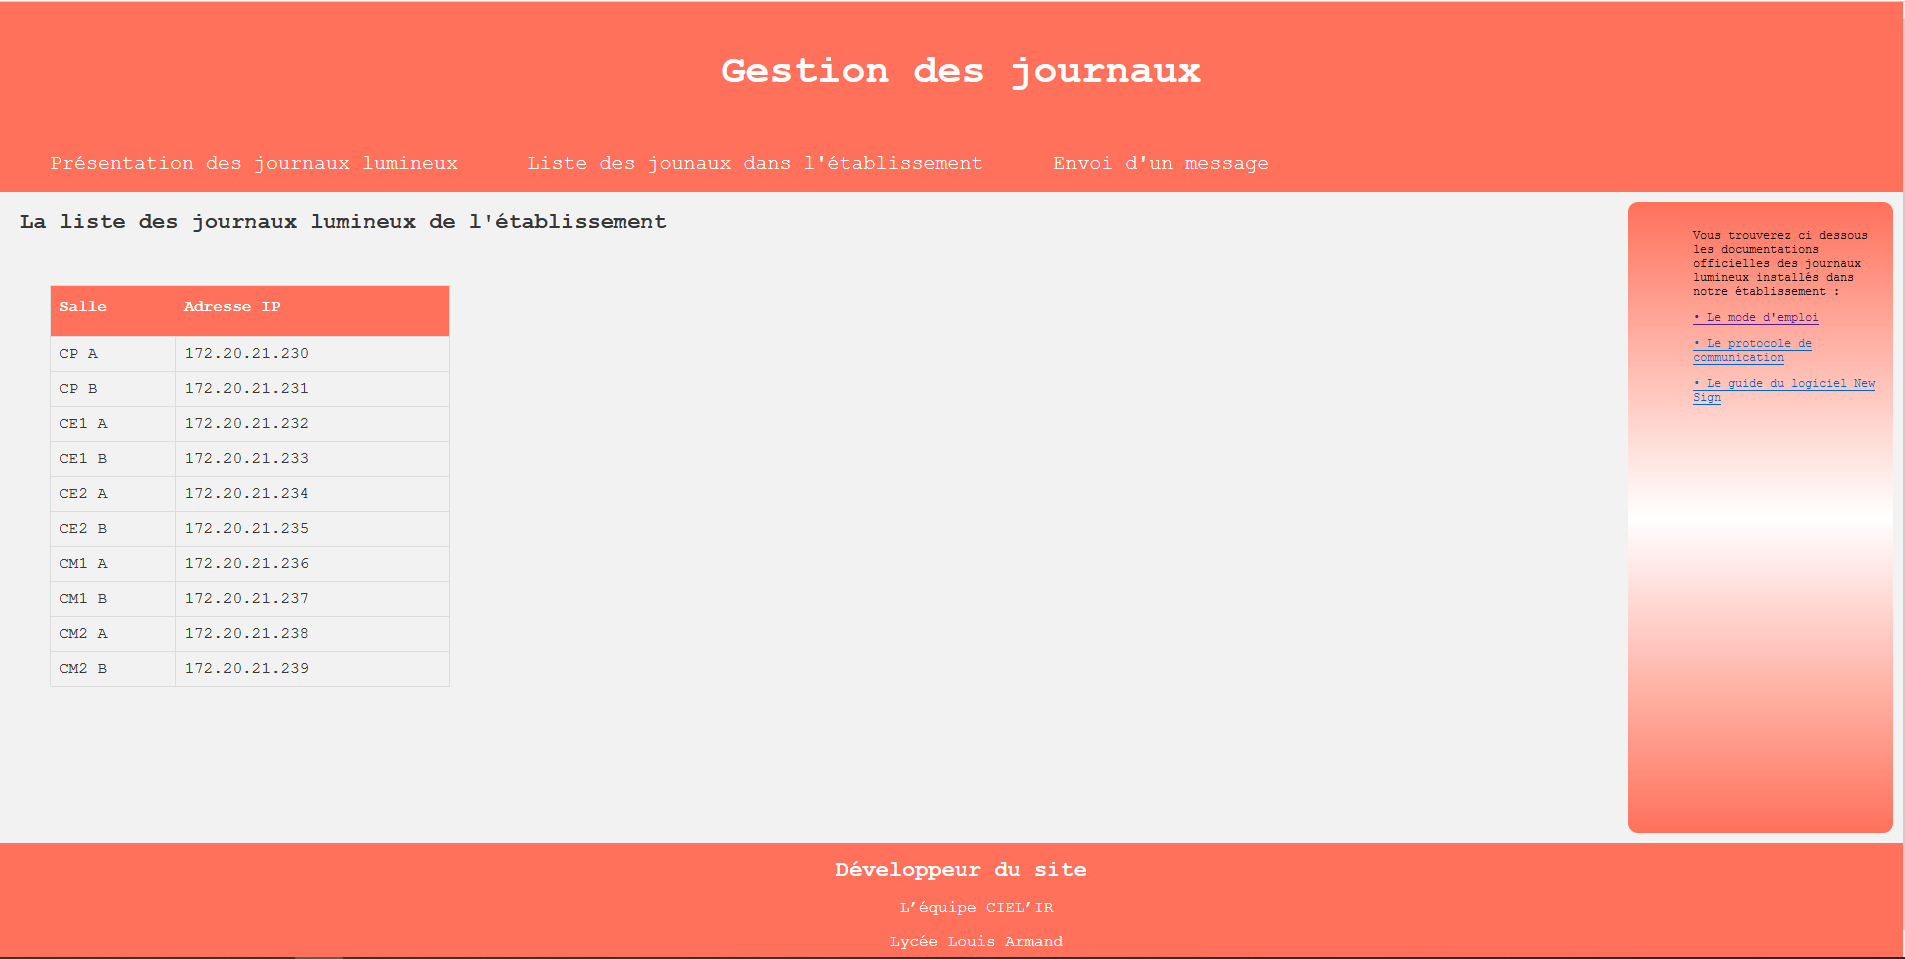 Gestion des journaux
Présentation des journaux lumineux Liste des jounaux dans l'établissement Envoi d'un message
La liste des journaux lumineux de l'établissement
Salle Adresse IP
CP A 172.20.21.230
CP B 172.20.21.231
CE1 A 172.20.21.232
CE1 B 172.20.21.233
CE2 A 172.20.21.234
CE2 B 172.20.21.235
CM1 A 172.20.21.236
CM1 B 172.20.21.237
CM2 A 172.20.21.238
CM2 B 172.20.21.239
Vous trouverez ci dessous
les documentations
officielles des journaux
lumineux installés dans
notre établissement :
• Le mode d'emploi
• Le protocole de
communication
• Le guide du logiciel New
Sign
Développeur du site
L’équipe CIEL’IR
Lycée Louis Armand